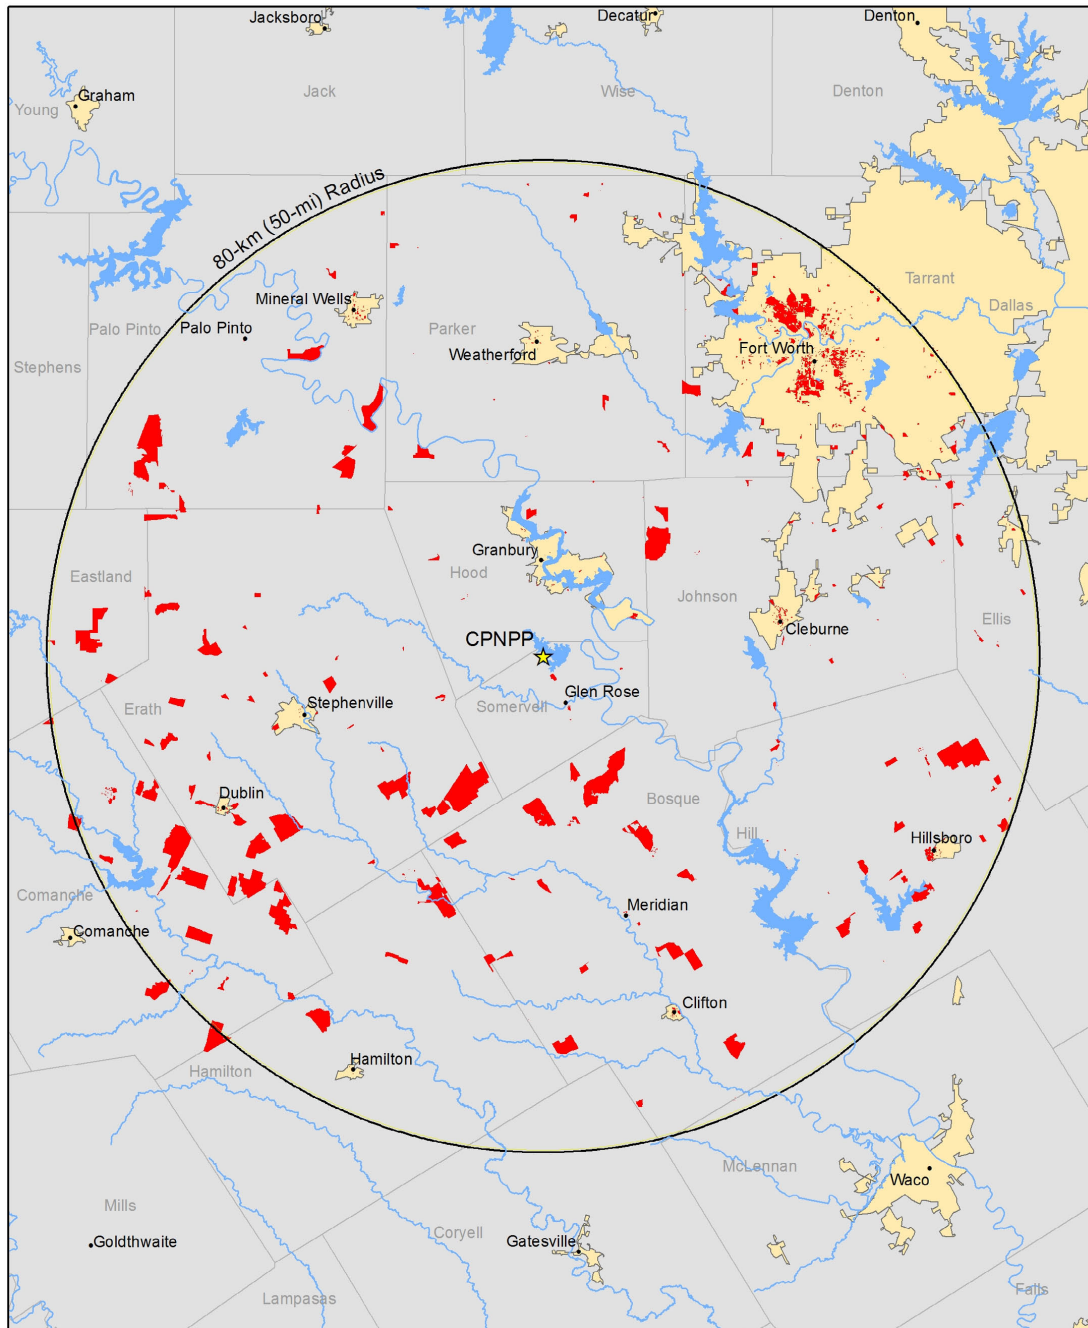 Jacksboro
Decatur
Denton
Jack
Wise
Denton
Graham
Young
80-km (50-mi) Radius
Tarrant
Dallas
Mineral Wells
Palo Pinto
Palo Pinto
Parker
Weatherford
Fort Worth
Stephens
Granbury
Hood
Eastland
Johnson
Cleburne
Ellis
CPNPP
Glen Rose
Somervell
Stephenville
Erath
Dublin
Bosque
Hill
Hillsboro
Comanche
Comanche
Meridian
Clifton
Hamilton
Hamilton
McLennan
Waco
Mills
Goldthwaite
Coryell
Gatesville
Lampasas
Falls